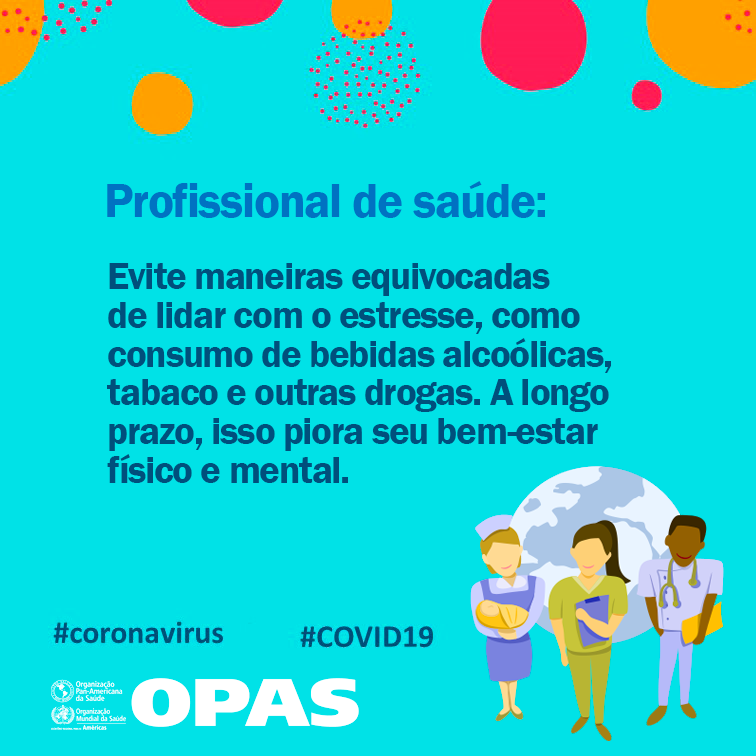 Profissional de saúde:
Evite maneiras equivocadas
de lidar com o estresse, como
consumo de bebidas alcoólicas,
tabaco e outras drogas. A longo
prazo, isso piora seu bem-estar
físico e mental.
#coronavirus
#COVID19
Organização
Pan-Americana
da Saúde
Organização
Mundial da Saúde
Américas
OPAS